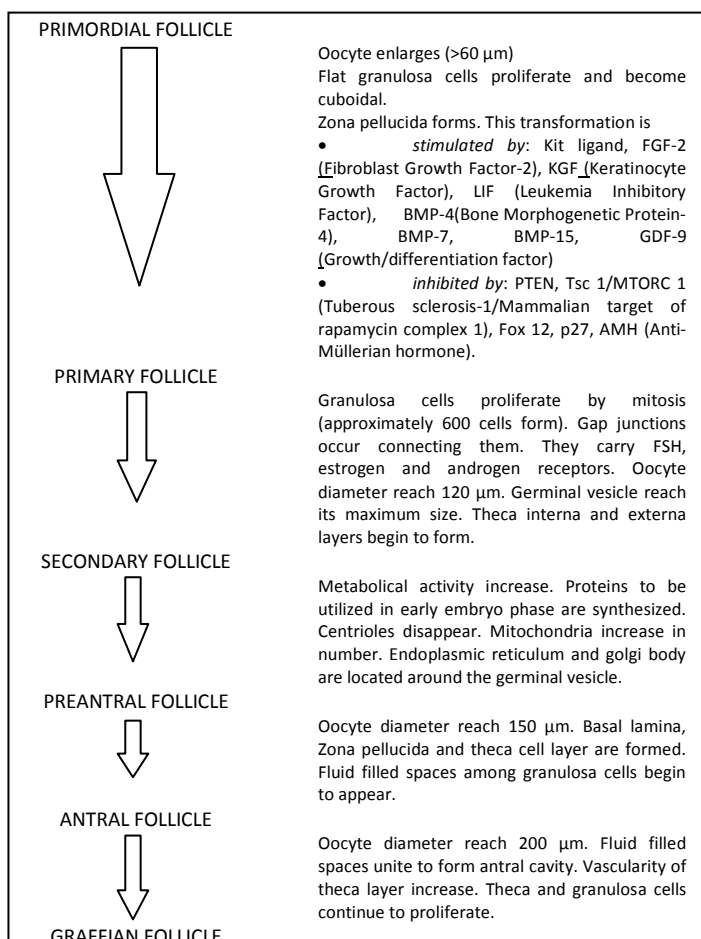 PRIMORDIAL FOLLICLE
Oocyte enlarges (>60 µm)
Flat granulosa cells proliferate and become
cuboidal.
Zona pellucida forms. This transformation is
• stimulated by: Kit ligand, FGF-2
(Fibroblast Growth Factor-2), KGF (Keratinocyte
Growth Factor), LIF (Leukemia Inhibitory
Factor), BMP-4(Bone Morphogenetic Protein-
4), BMP-7, BMP-15, GDF-9
(Growth/differentiation factor)
• inhibited by: PTEN, Tsc 1/MTORC 1
(Tuberous sclerosis-1/Mammalian target of
rapamycin complex 1), Fox 12, p27, AMH (Anti-
Müllerian hormone).
PRIMARY FOLLICLE
Granulosa cells proliferate by mitosis
(approximately 600 cells form). Gap junctions
occur connecting them. They carry FSH,
estrogen and androgen receptors. Oocyte
diameter reach 120 µm. Germinal vesicle reach
its maximum size. Theca interna and externa
layers begin to form.
SECONDARY FOLLICLE
Metabolical activity increase. Proteins to be
utilized in early embryo phase are synthesized.
Centrioles disappear. Mitochondria increase in
number. Endoplasmic reticulum and golgi body
are located around the germinal vesicle.
PREANTRAL FOLLICLE
Oocyte diameter reach 150 µm. Basal lamina,
Zona pellucida and theca cell layer are formed.
Fluid filled spaces among granulosa cells begin
to appear.
ANTRAL FOLLICLE
Oocyte diameter reach 200 µm. Fluid filled
spaces unite to form antral cavity. Vascularity of
theca layer increase. Theca and granulosa cells
continue to proliferate.
GRAFFIAN FOLLICLE